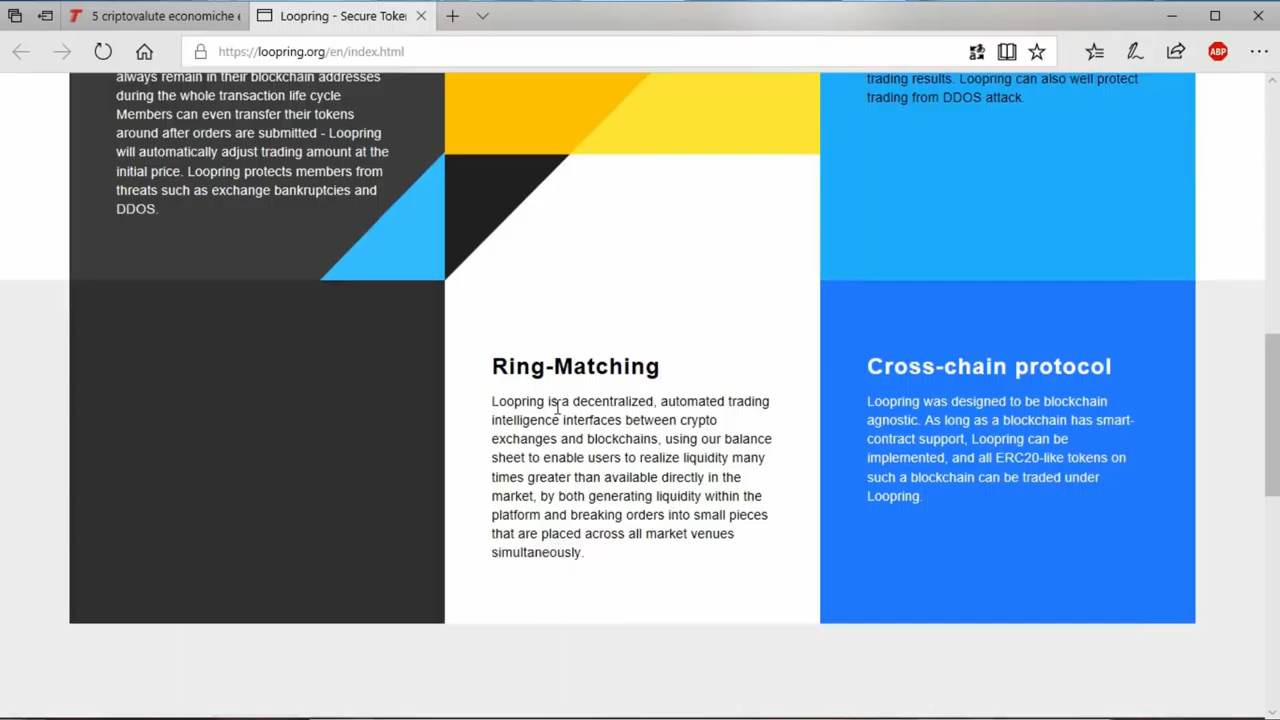 5 criptovalute economiche e
Loopring - Secure Toke
https://loopring.org/en/index.html
ABP
always remain in their blockchain addresses
during the whole transaction life cycle
Members can even transfer their tokens
around after orders are submitted - Loopring
will automatically adjust trading amount at the
initial price. Loopring protects members from
threats such as exchange bankruptcies and
DDOS.
trading results. Loopring can also well protect
trading from DDOS attack.
Ring-Matching
Loopring is a decentralized, automated trading
intelligence interfaces between crypto
exchanges and blockchains, using our balance
sheet to enable users to realize liquidity many
times greater than available directly in the
market, by both generating liquidity within the
platform and breaking orders into small pieces
that are placed across all market venues
simultaneously.
Cross-chain protocol
Loopring was designed to be blockchain
agnostic. As long as a blockchain has smart-
contract support, Loopring can be
implemented, and all ERC20-like tokens on
such a blockchain can be traded under
Loopring.